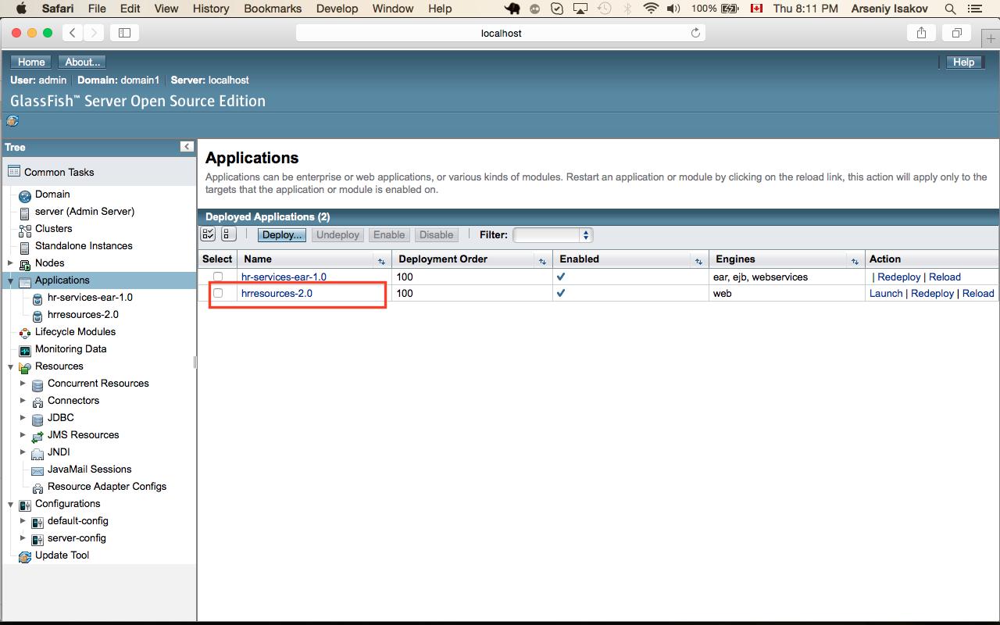 Safari File Edit View History Bookmarks Develop Window Help 100% Thu 8:11 PM Arseniy Isakov
localhost
Home About... Help
User: admin Domain: domain1 Server: localhost
GlassFish™ Server Open Source Edition
Tree
Common Tasks
Domain
server (Admin Server)
Clusters
Standalone Instances
Nodes
Applications
hr-services-ear-1.0
hrresources-2.0
Lifecycle Modules
Monitoring Data
Resources
Concurrent Resources
Connectors
JDBC
JMS Resources
JNDI
JavaMail Sessions
Resource Adapter Configs
Configurations
default-config
server-config
Update Tool
Applications
Applications can be enterprise or web applications, or various kinds of modules. Restart an application or module by clicking on the reload link, this action will apply only to the
targets that the application or module is enabled on.
Deployed Applications (2)
Deploy... Undeploy Enable Disable Filter:
Select Name Deployment Order Enabled Engines Action
hr-services-ear-1.0 100 ear, ejb, webservices | Redeploy | Reload
hrresources-2.0 100 web Launch | Redeploy | Reload